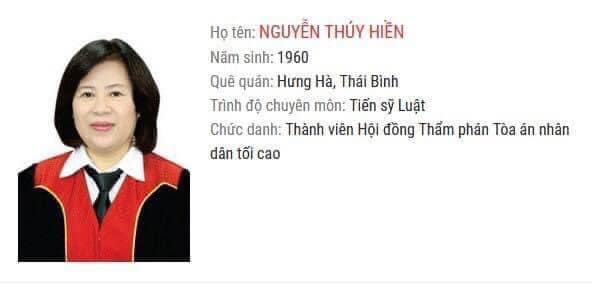 Họ tên: NGUYỄN THÚY HIỀN
Năm sinh: 1960
Quê quán: Hưng Hà, Thái Bình
Trình độ chuyên môn: Tiến sỹ Luật
Chức danh: Thành viên Hội đồng Thẩm phán Tòa án nhân
dân tối cao